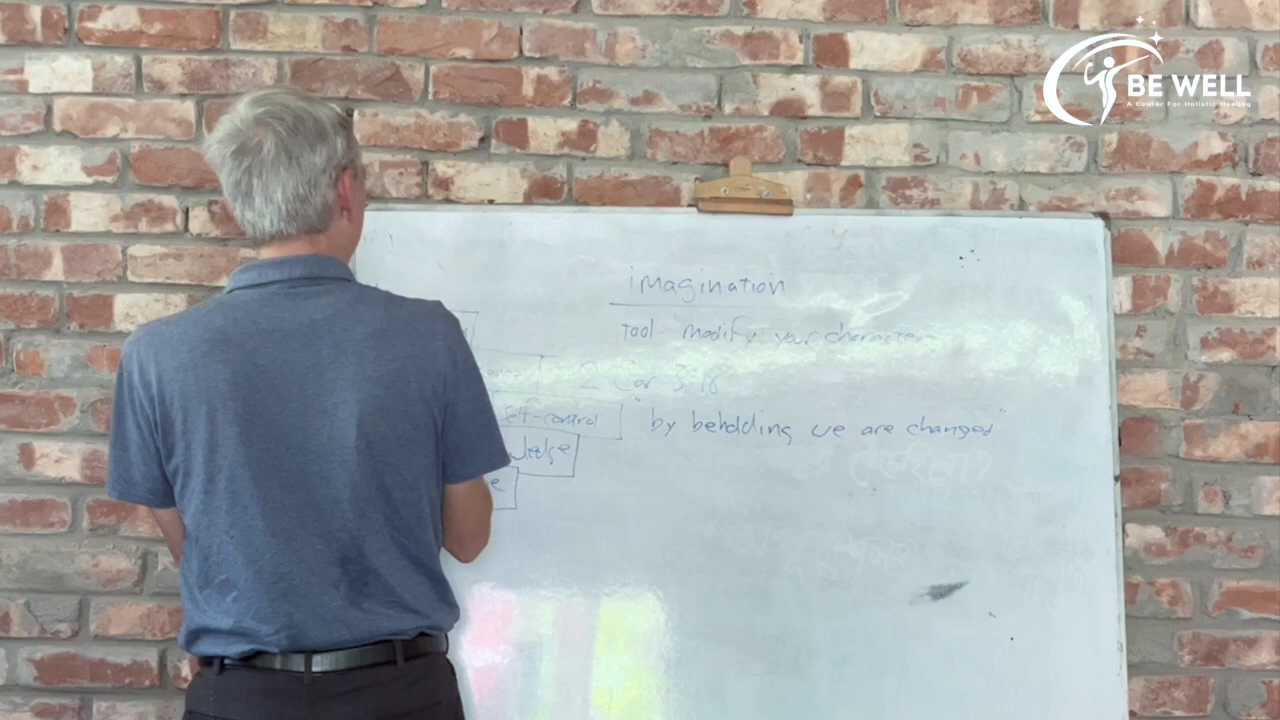 BE WELL
A Center For Holistic Healing
imagination
Tool - modify your character
2 Cor 3:18
self-control
"by beholding we are changed"